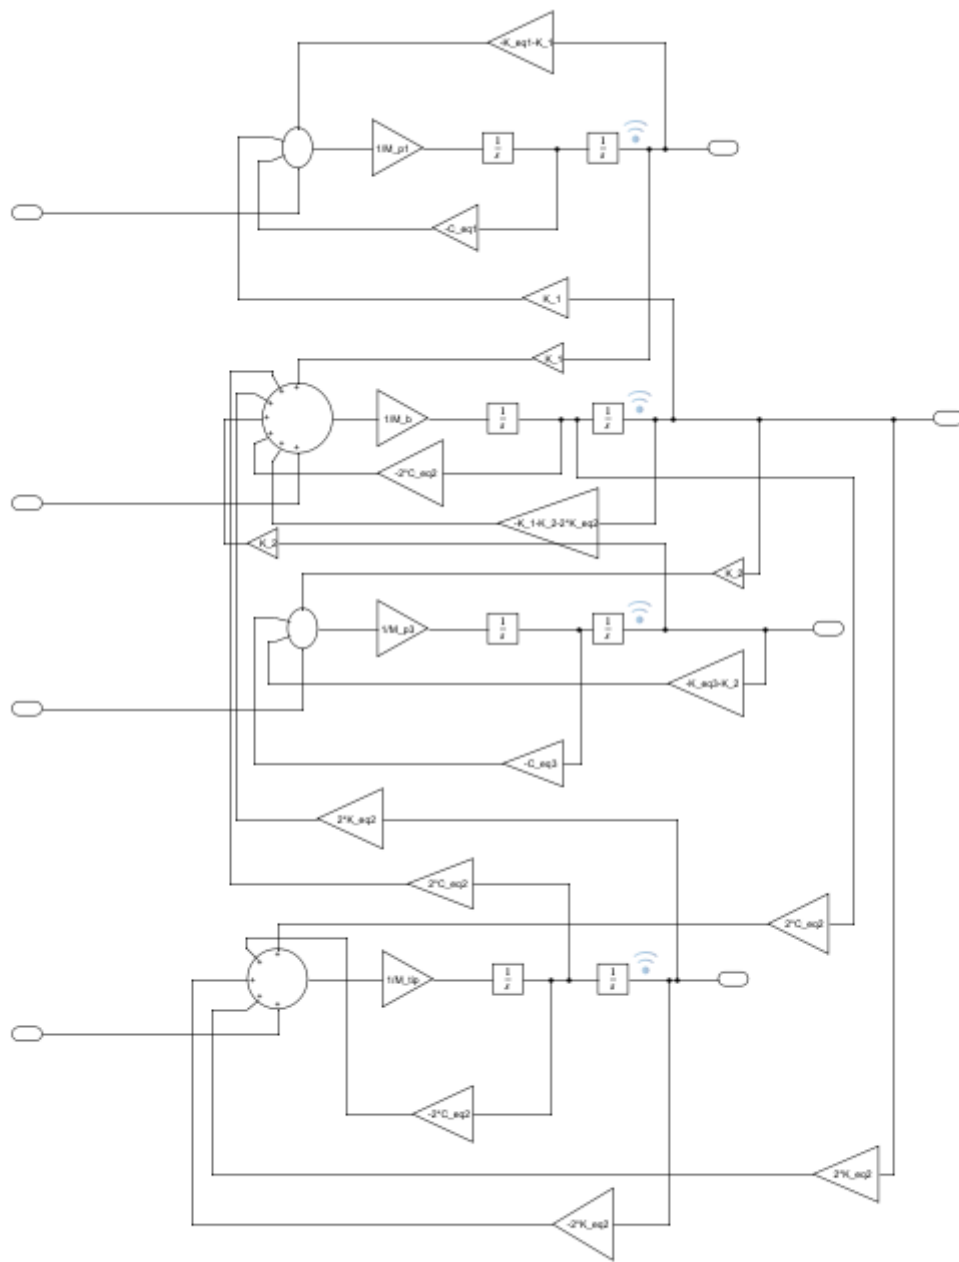 -K_eq1-K_1
1/M_p1
1
s
1
s
-C_eq1
K_1
K_1
1/M_b
1
s
1
s
-2*C_eq2
-K_1-K_2-2*K_eq2
K_2
K_2
1/M_p3
1
s
1
s
-K_eq3-K_2
-C_eq3
2*K_eq2
2*C_eq2
2*C_eq2
1/M_tip
1
s
1
s
-2*C_eq2
2*K_eq2
-2*K_eq2